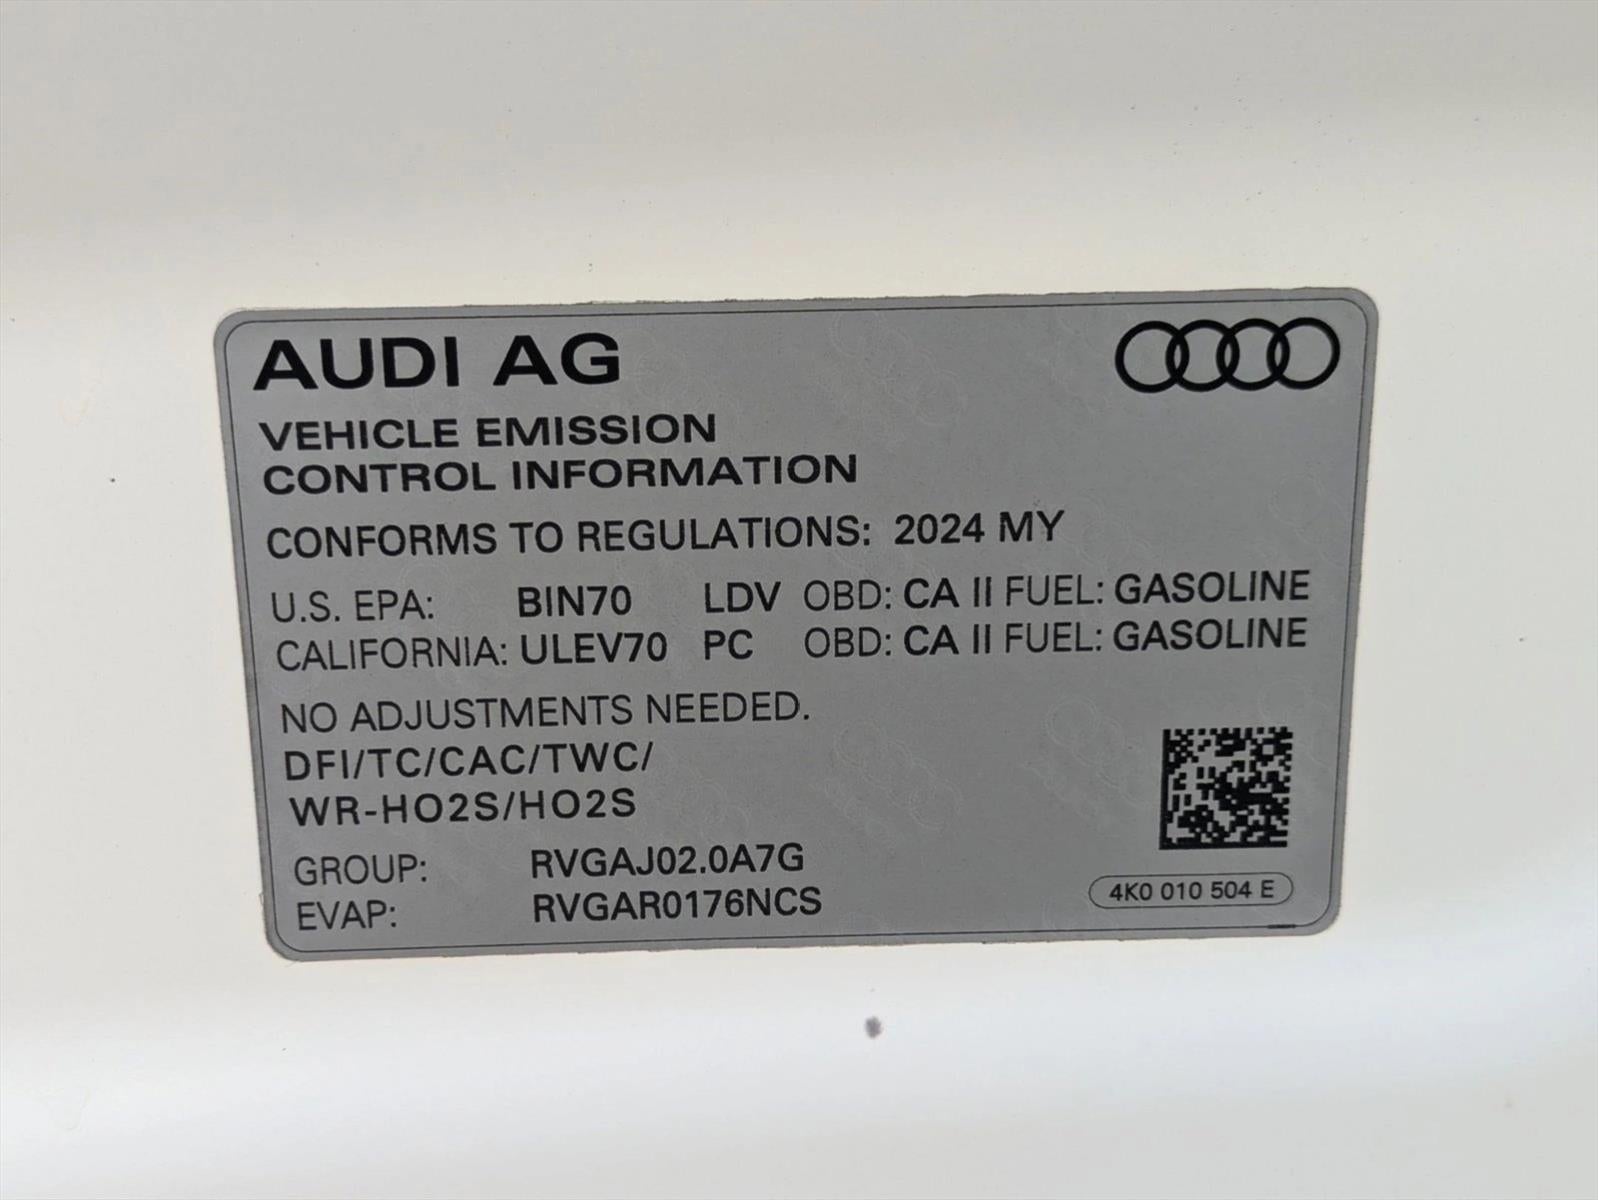 AUDI AG
VEHICLE EMISSION
CONTROL INFORMATION
CONFORMS TO REGULATIONS: 2024 MY
U.S. EPA: BIN70 LDV OBD: CA II FUEL: GASOLINE
CALIFORNIA: ULEV70 PC OBD: CA II FUEL: GASOLINE
NO ADJUSTMENTS NEEDED.
DFI/TC/CAC/TWC/
WR-HO2S/HO2S
GROUP: RVGAJ02.0A7G
EVAP: RVGAR0176NCS
4K0 010 504 E